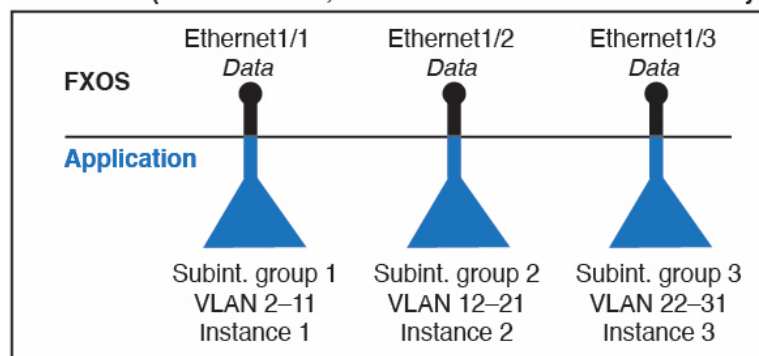 Ethernet1/1 Ethernet1/2 Ethernet1/3
Data Data Data
FXOS
Application
Subint. group 1 Subint. group 2 Subint. group 3
VLAN 2–11 VLAN 12–21 VLAN 22–31
Instance 1 Instance 2 Instance 3